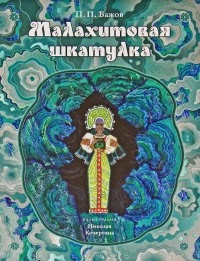 П. П. Бажов
Малахитовая
шкатулка
Иллюстрации
Николая
Кочергина